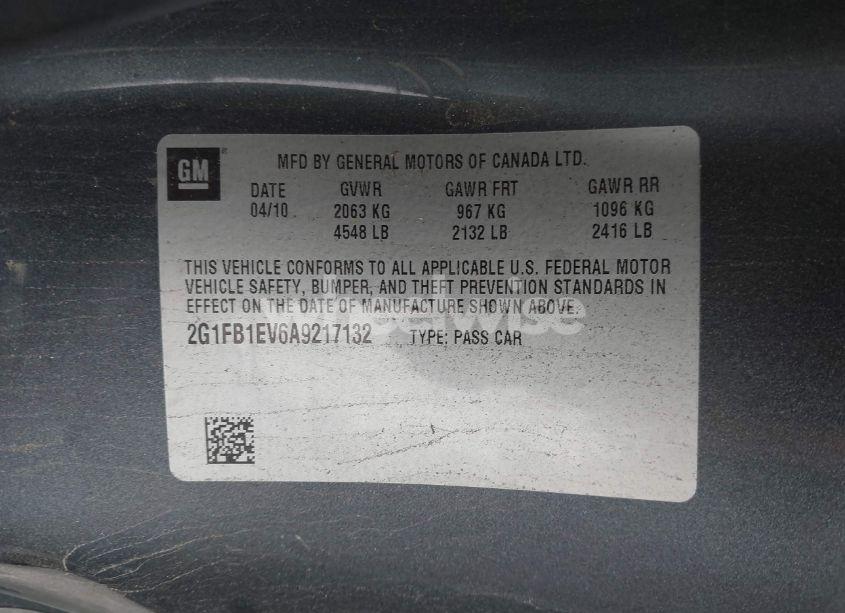 GM
MFD BY GENERAL MOTORS OF CANADA LTD.
DATE GVWR GAWR FRT GAWR RR
04/10 2063 KG 967 KG 1096 KG
4548 LB 2132 LB 2416 LB
THIS VEHICLE CONFORMS TO ALL APPLICABLE U.S. FEDERAL MOTOR
VEHICLE SAFETY, BUMPER, AND THEFT PREVENTION STANDARDS IN
EFFECT ON THE DATE OF MANUFACTURE SHOWN ABOVE.
2G1FB1EV6A9217132 TYPE: PASS CAR